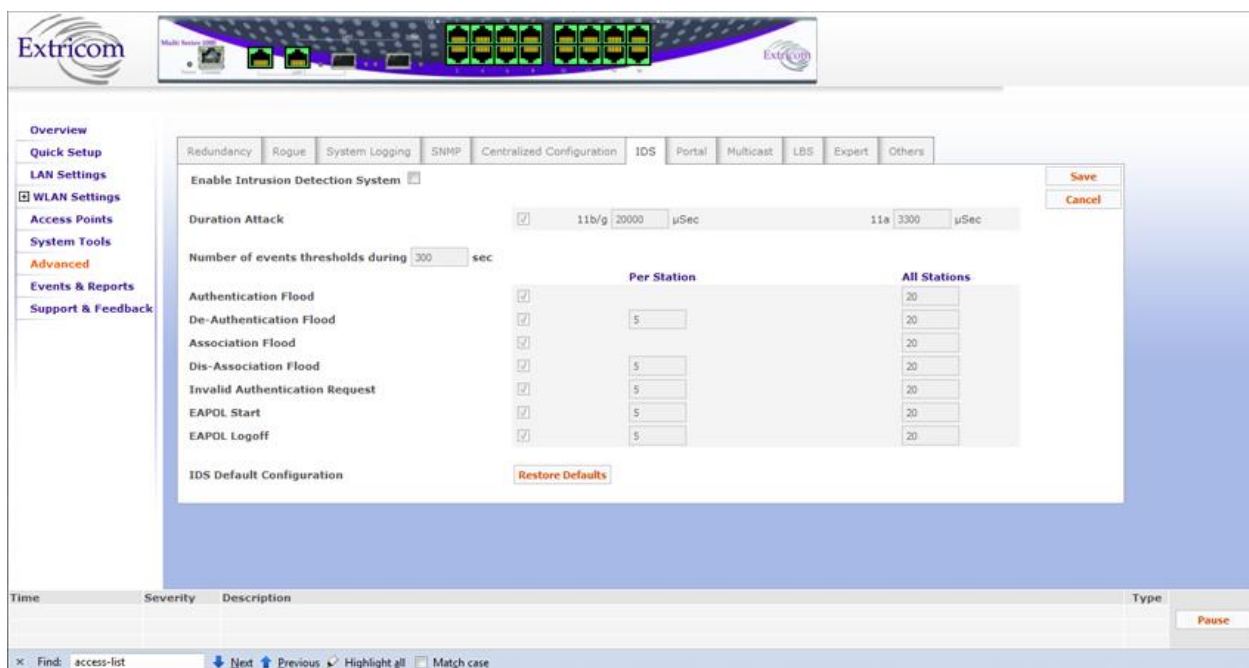 Extricom
Multi Series 1000
Extricom
Overview
Quick Setup
LAN Settings
WLAN Settings
Access Points
System Tools
Advanced
Events & Reports
Support & Feedback
Redundancy Rogue System Logging SNMP Centralized Configuration IDS Portal Multicast LBS Expert Others
Enable Intrusion Detection System
Save
Cancel
Duration Attack 11b/g 20000 µSec 11a 3300 µSec
Number of events thresholds during 300 sec
Per Station All Stations
Authentication Flood 20
De-Authentication Flood 5 20
Association Flood 20
Dis-Association Flood 5 20
Invalid Authentication Request 5 20
EAPOL Start 5 20
EAPOL Logoff 5 20
IDS Default Configuration Restore Defaults
Time Severity Description Type
Pause
× Find: access-list Next Previous Highlight all Match case